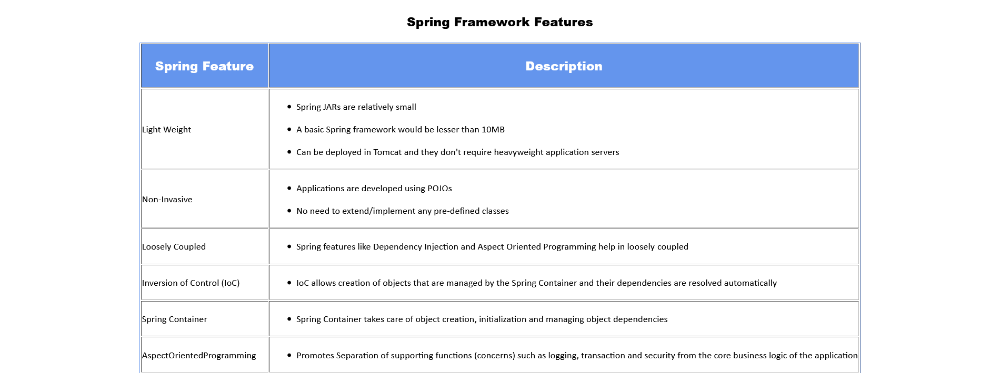 Spring Framework Features
Spring Feature
Description
Light Weight
• Spring JARs are relatively small
• A basic Spring framework would be lesser than 10MB
• Can be deployed in Tomcat and they don't require heavyweight application servers
Non-Invasive
• Applications are developed using POJOs
• No need to extend/implement any pre-defined classes
Loosely Coupled
• Spring features like Dependency Injection and Aspect Oriented Programming help in loosely coupled
Inversion of Control (IoC)
• IoC allows creation of objects that are managed by the Spring Container and their dependencies are resolved automatically
Spring Container
• Spring Container takes care of object creation, initialization and managing object dependencies
AspectOrientedProgramming
• Promotes Separation of supporting functions (concerns) such as logging, transaction and security from the core business logic of the application